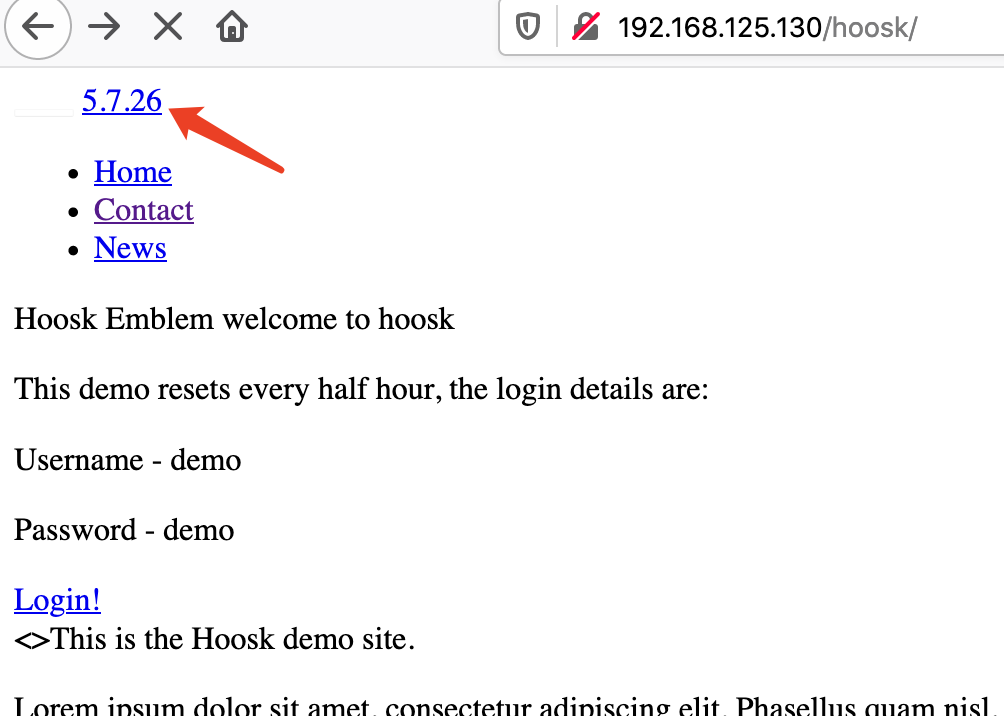 192.168.125.130/hoosk/
5.7.26
Home
Contact
News
Hoosk Emblem welcome to hoosk
This demo resets every half hour, the login details are:
Username - demo
Password - demo
Login!
<>This is the Hoosk demo site.
Lorem ipsum dolor sit amet, consectetur adipiscing elit. Phasellus quam nisl,